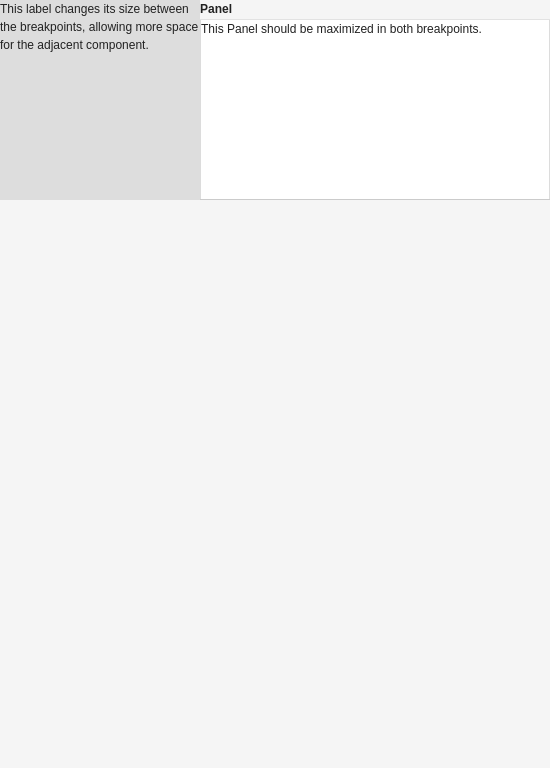 This label changes its size between
the breakpoints, allowing more space
for the adjacent component.
Panel
This Panel should be maximized in both breakpoints.